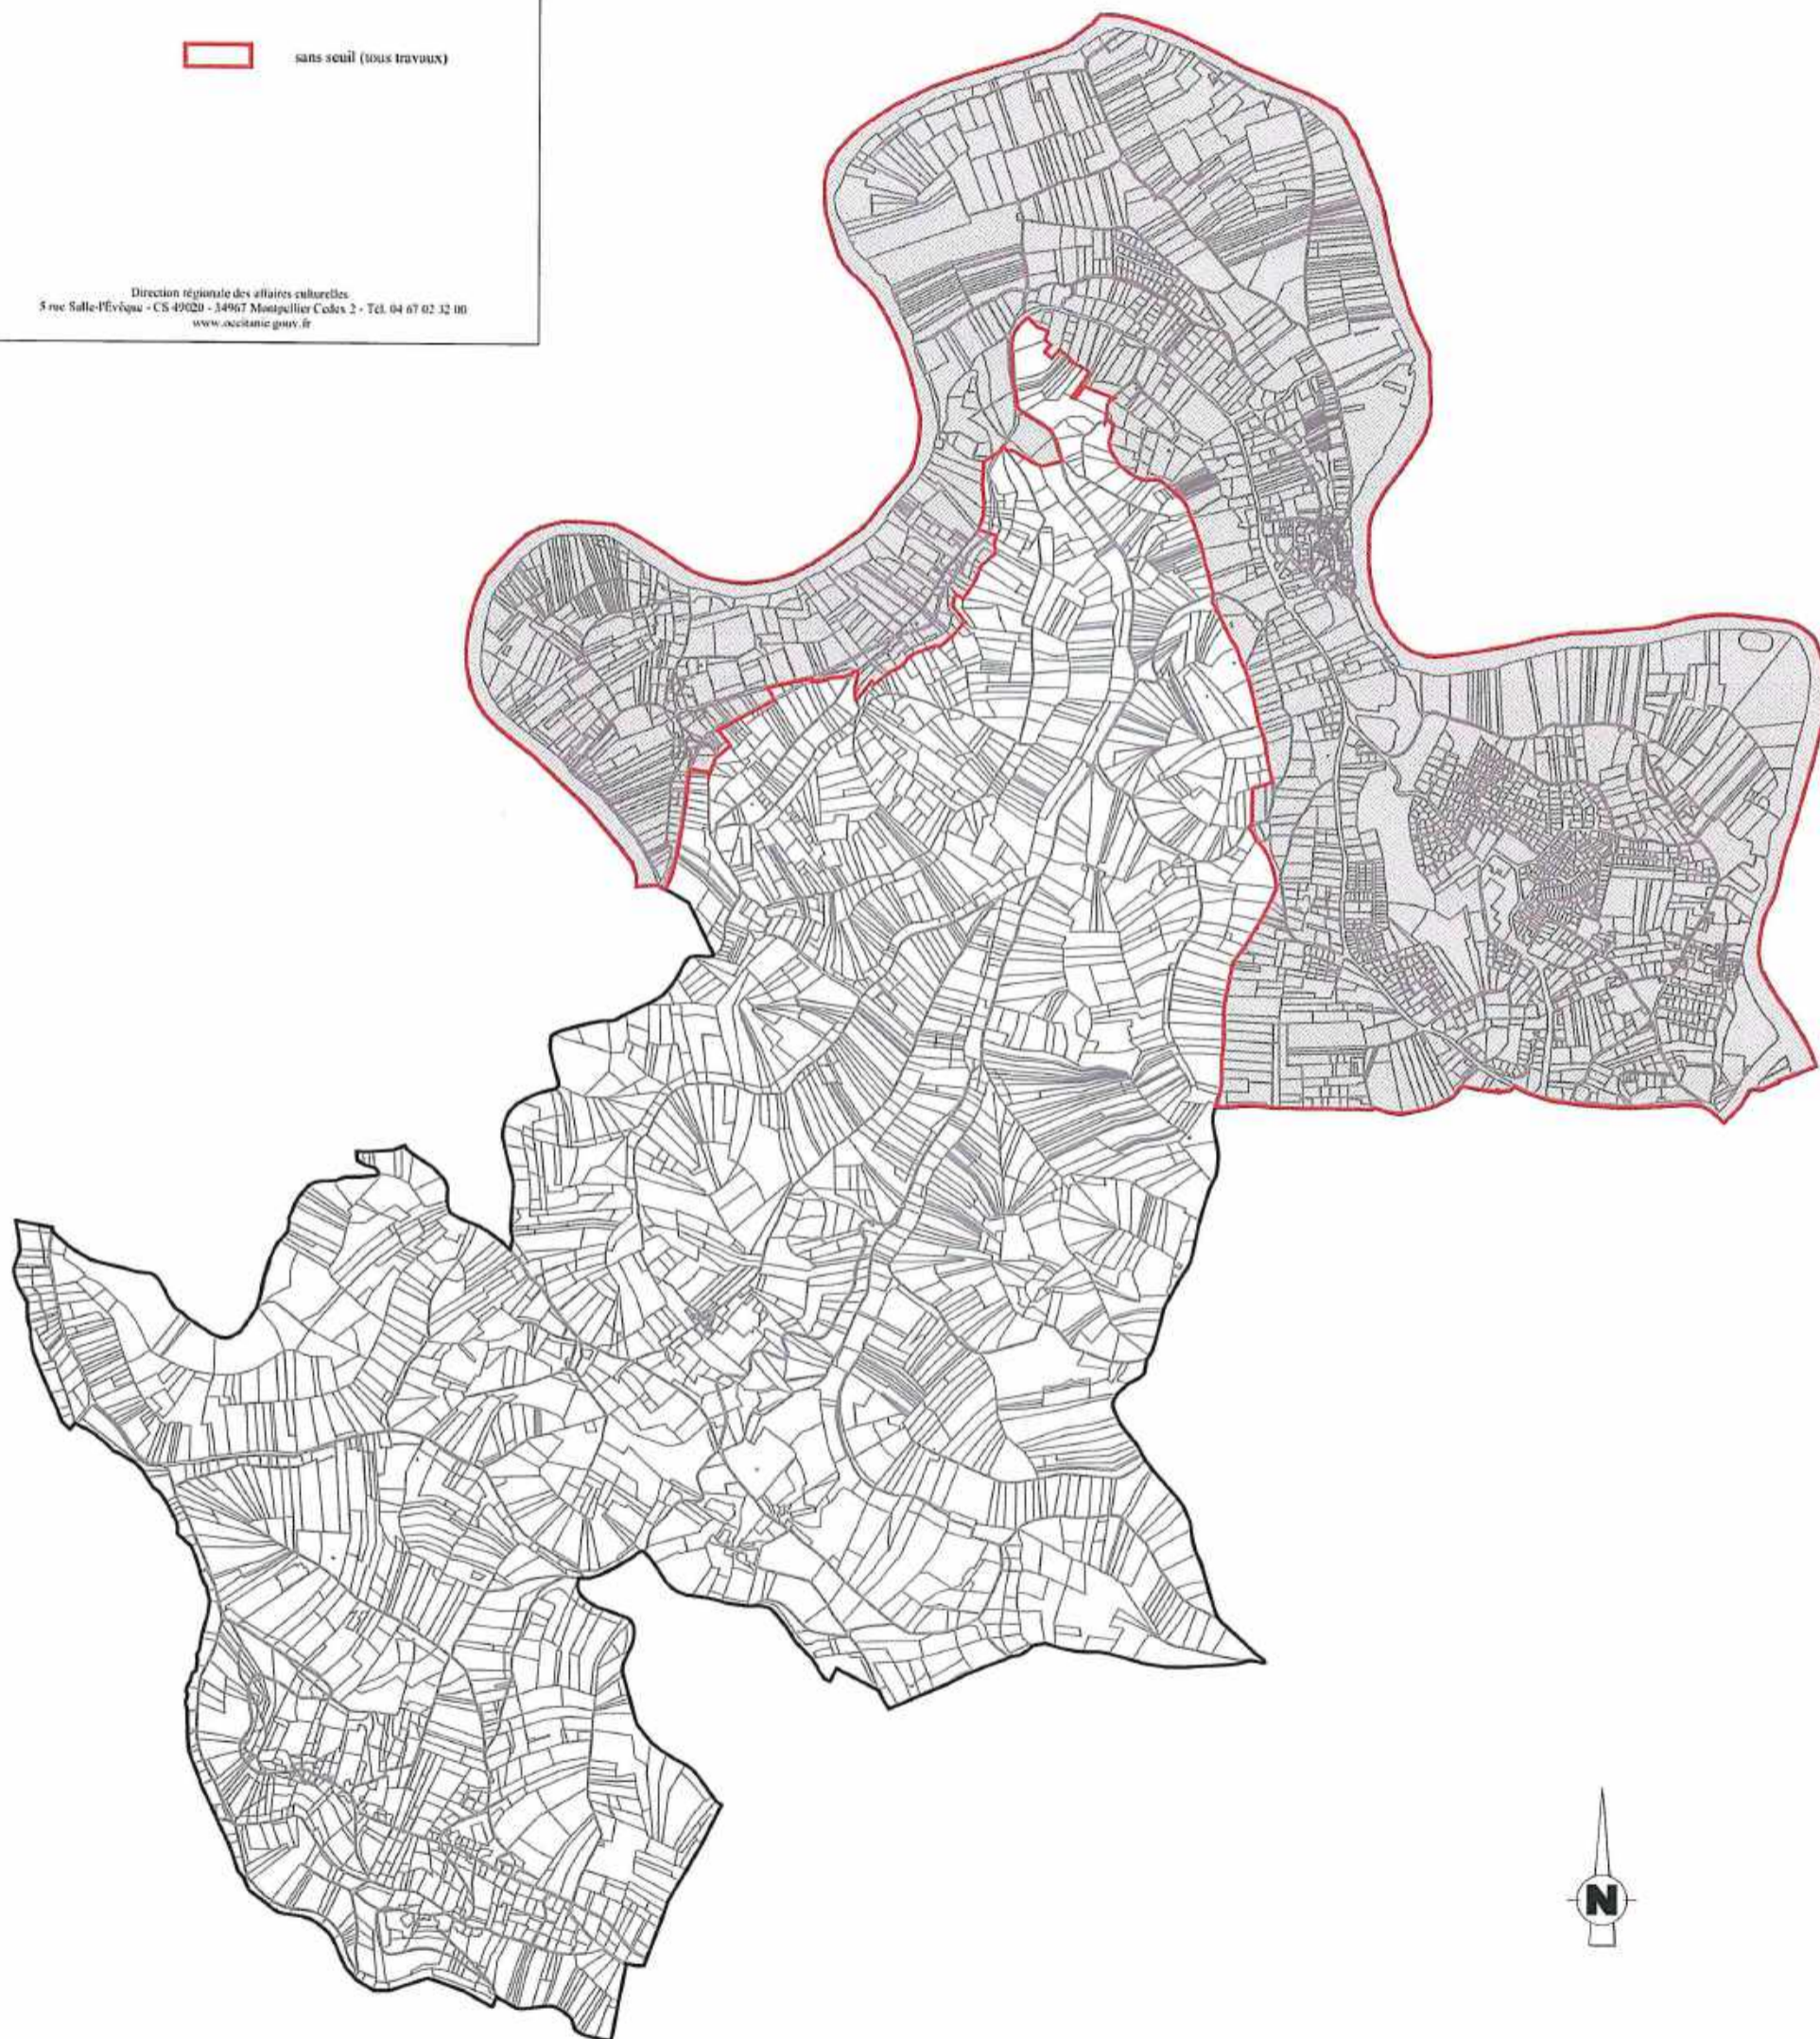 sans seuil (tous travaux)
Direction régionale des affaires culturelles
5 rue Salle-l'Évêque - CS 49020 - 34967 Montpellier Cedex 2 - Tél. 04 67 02 32 00
www.occitanie.gouv.fr
N